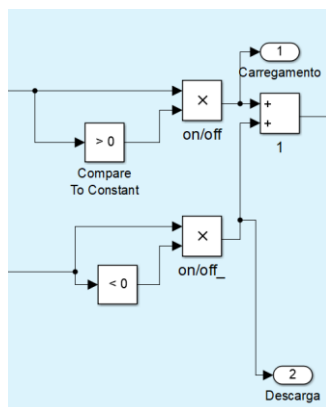 1
Carregamento
×
on/off
+
+
1
> 0
Compare
To Constant
×
on/off_
< 0
2
Descarga